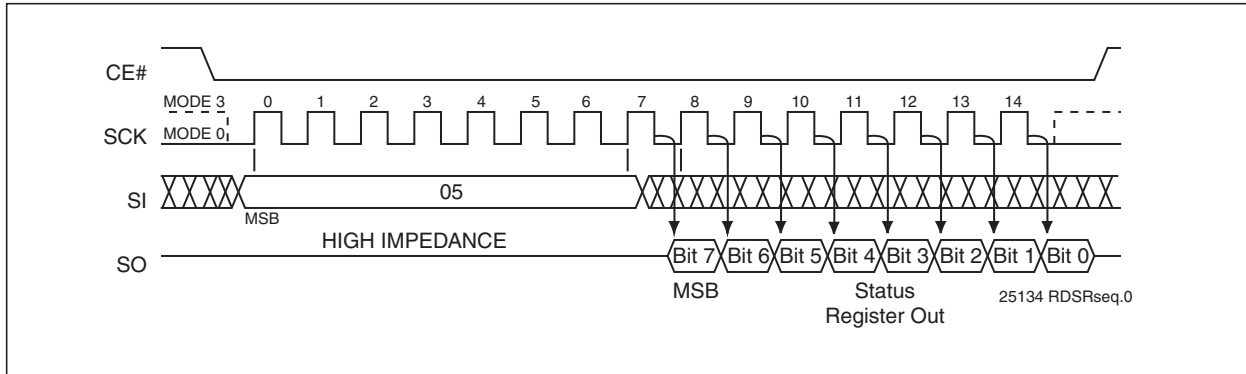 CE#
MODE 3 0 1 2 3 4 5 6 7 8 9 10 11 12 13 14
SCK MODE 0
SI 05
MSB
HIGH IMPEDANCE
SO Bit 7 Bit 6 Bit 5 Bit 4 Bit 3 Bit 2 Bit 1 Bit 0
MSB Status 25134 RDSRseq.0
Register Out